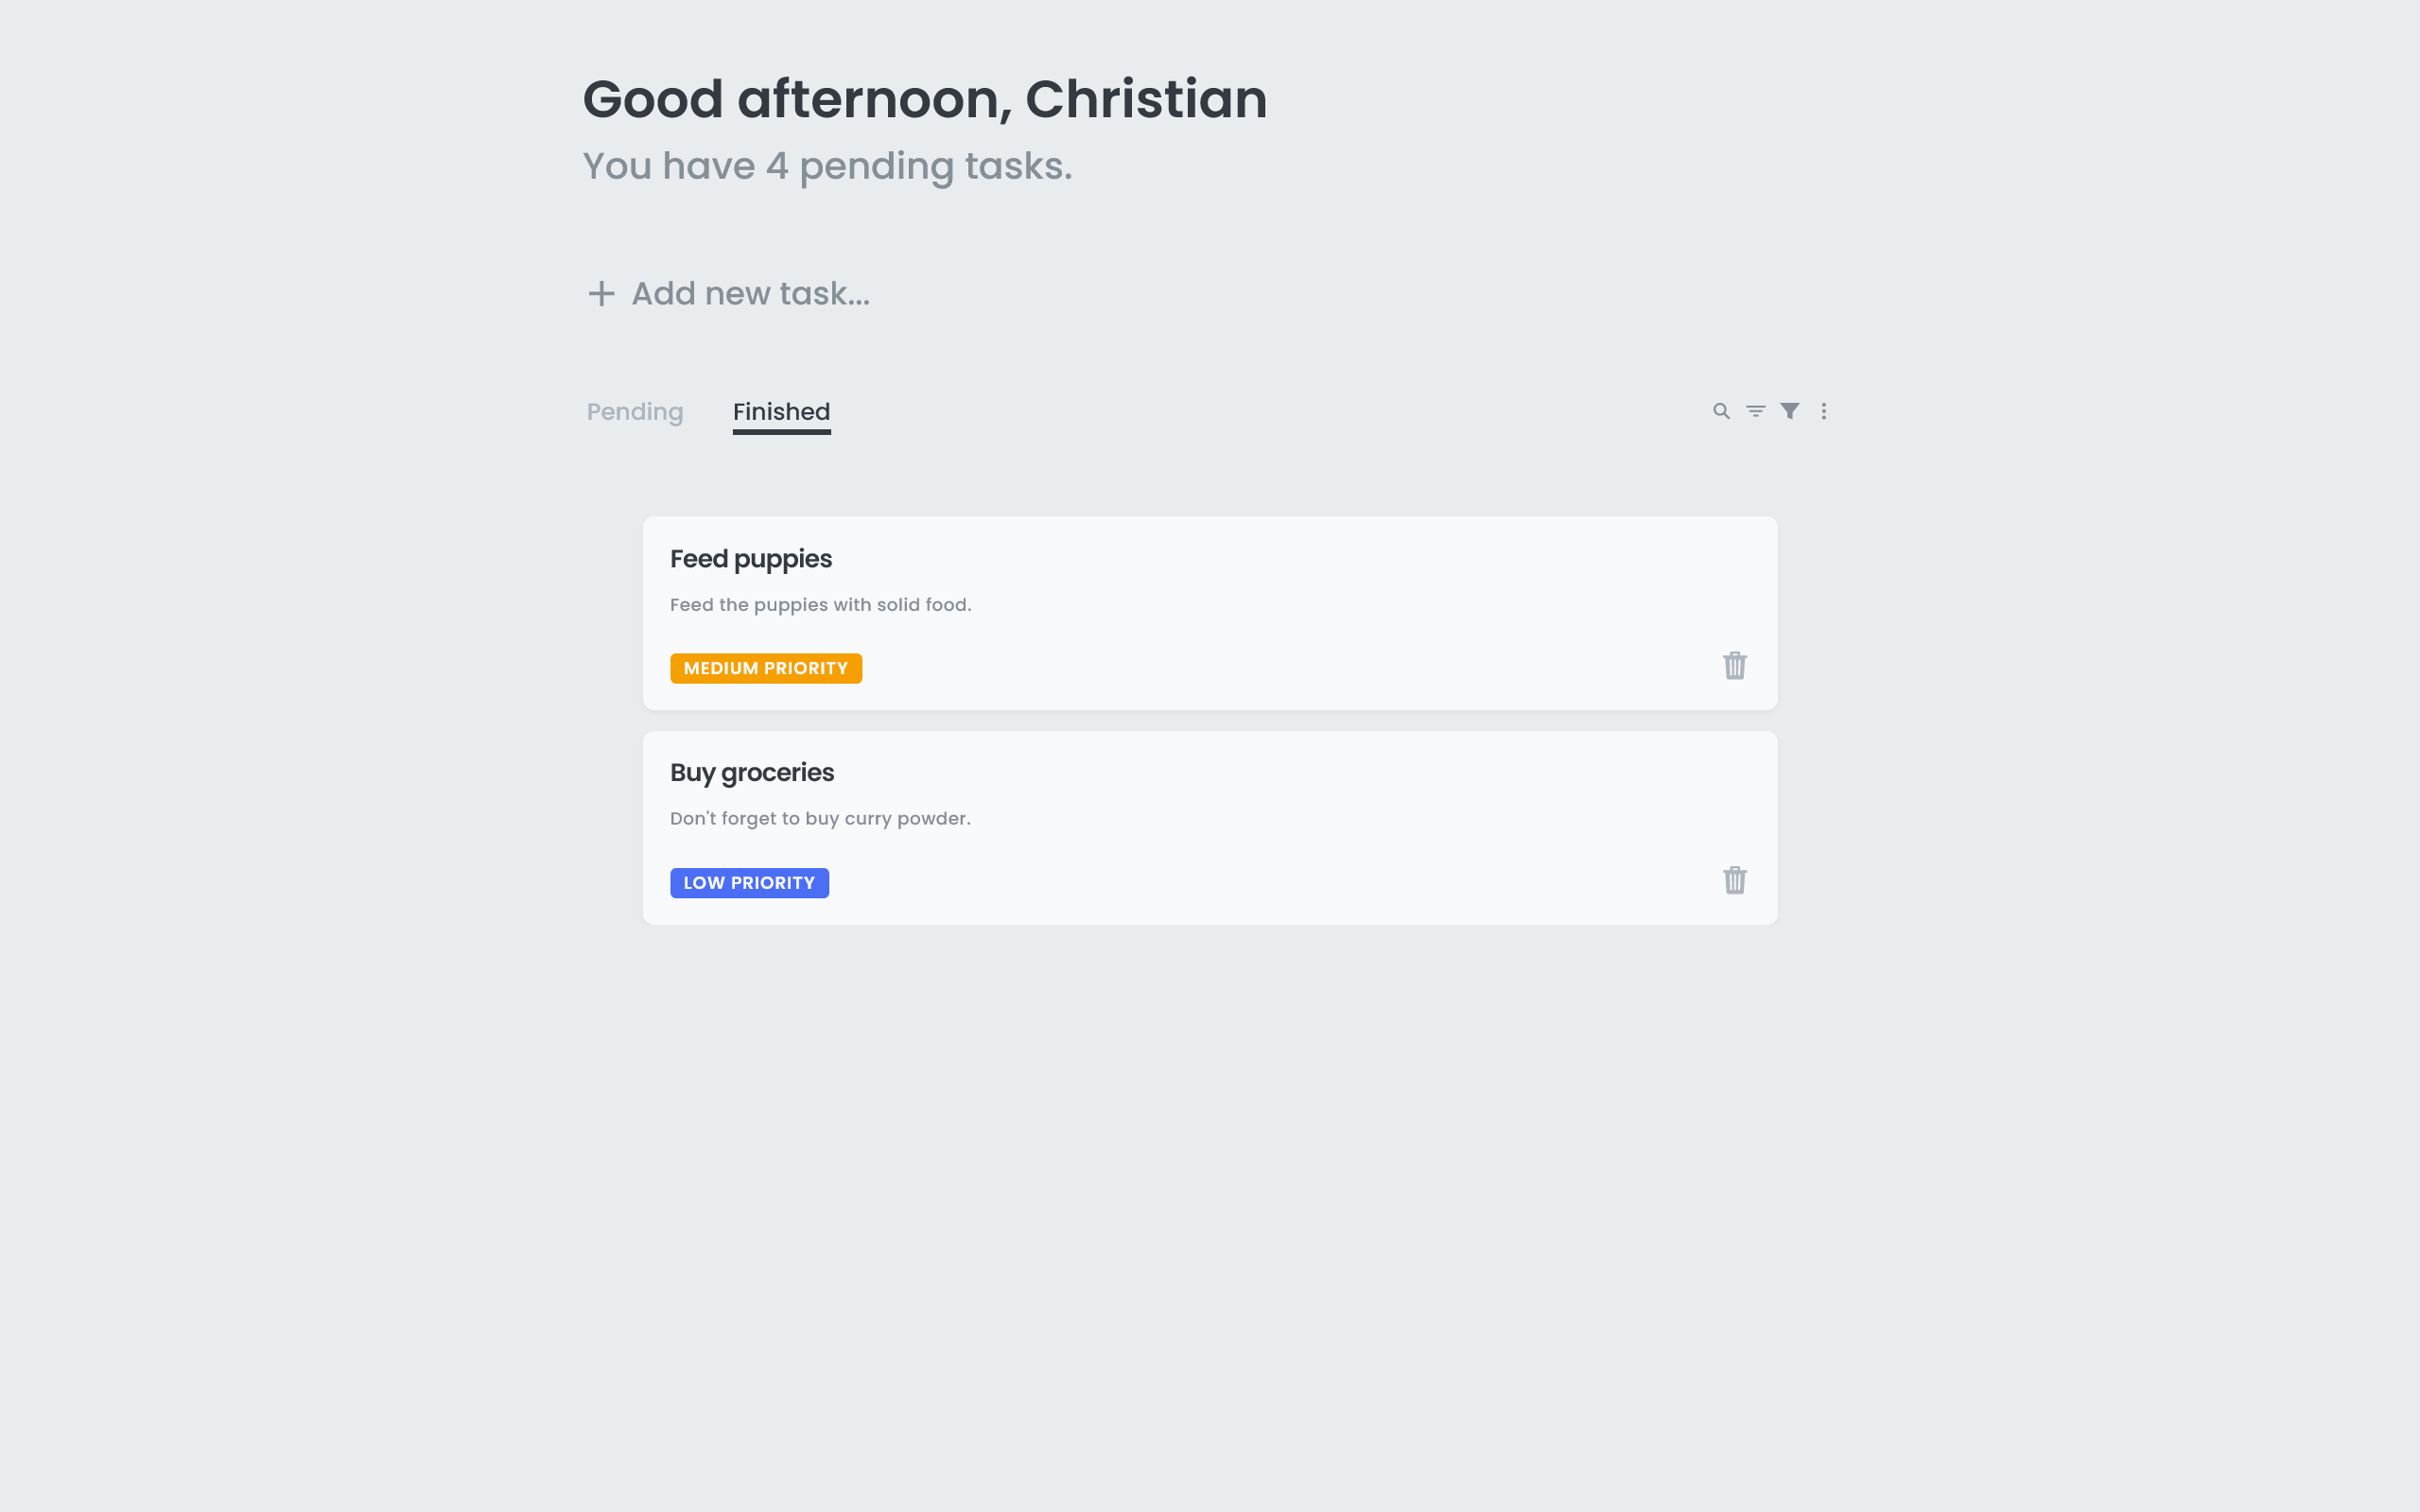 Good afternoon, Christian
You have 4 pending tasks.
Add new task...
Pending Finished
Feed puppies
Feed the puppies with solid food.
MEDIUM PRIORITY
Buy groceries
Don't forget to buy curry powder.
LOW PRIORITY